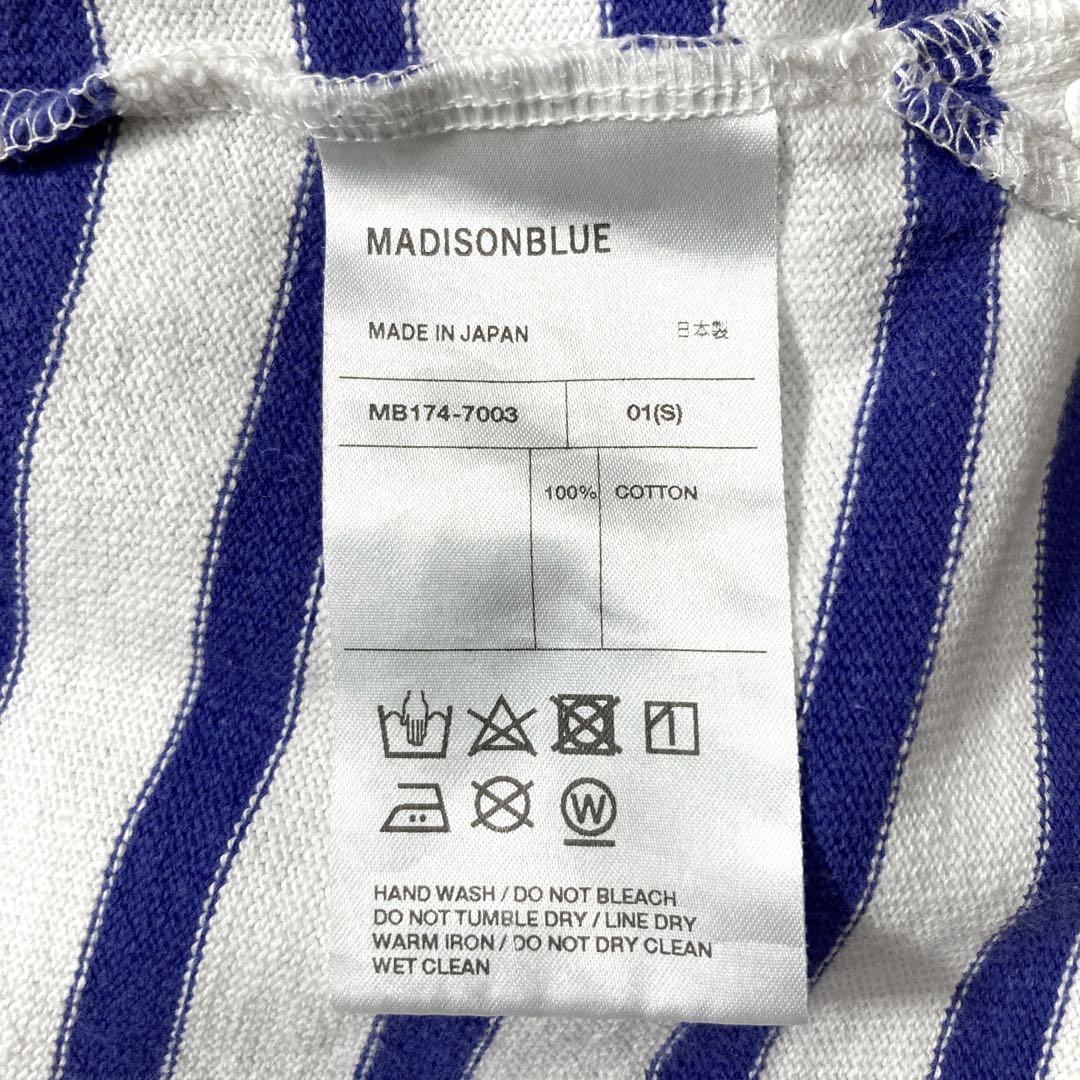 MADISONBLUE
MADE IN JAPAN 日本製
MB174-7003 01(S)
100% COTTON
W
HAND WASH / DO NOT BLEACH
DO NOT TUMBLE DRY / LINE DRY
WARM IRON / DO NOT DRY CLEAN
WET CLEAN